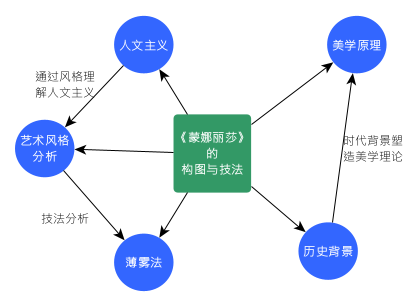 人文主义
美学原理
通过风格理
解人文主义
《蒙娜丽莎》
的
构图与技法
艺术风格
分析
时代背景塑
造美学理论
技法分析
薄雾法
历史背景